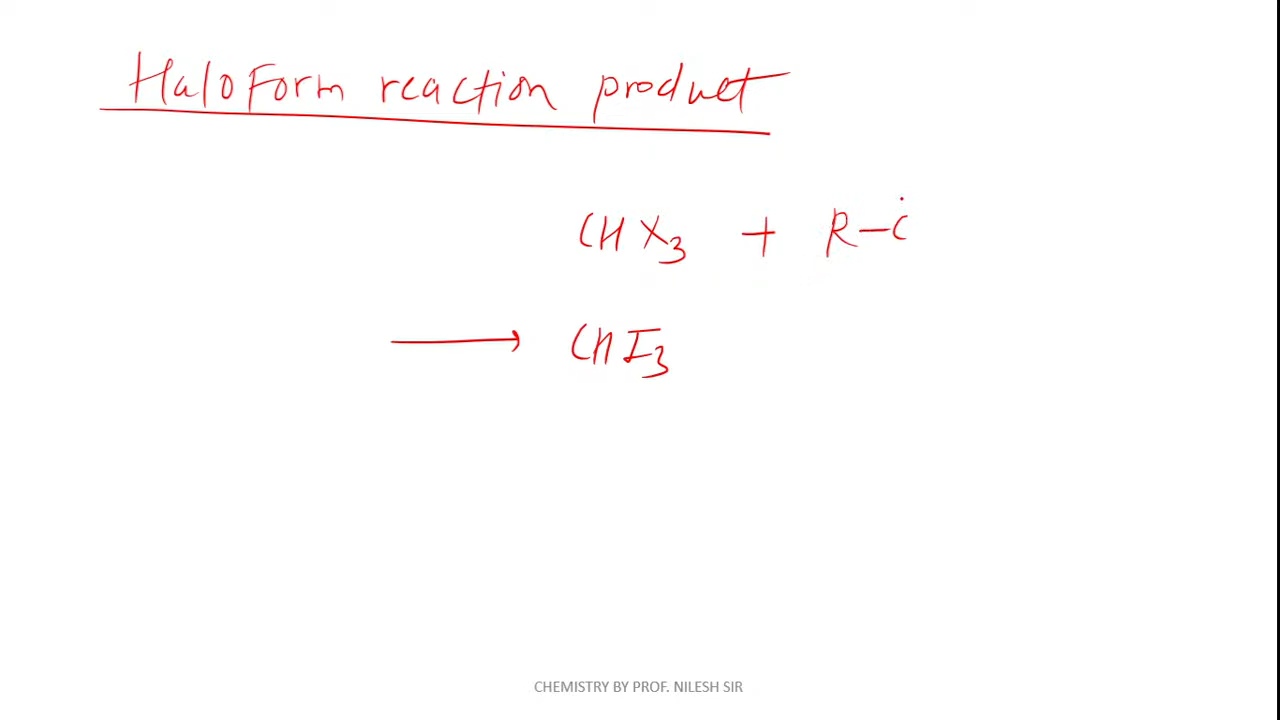 HaloForm reaction product
CHX3 + R-C
→ CHI3
CHEMISTRY BY PROF. NILESH SIR